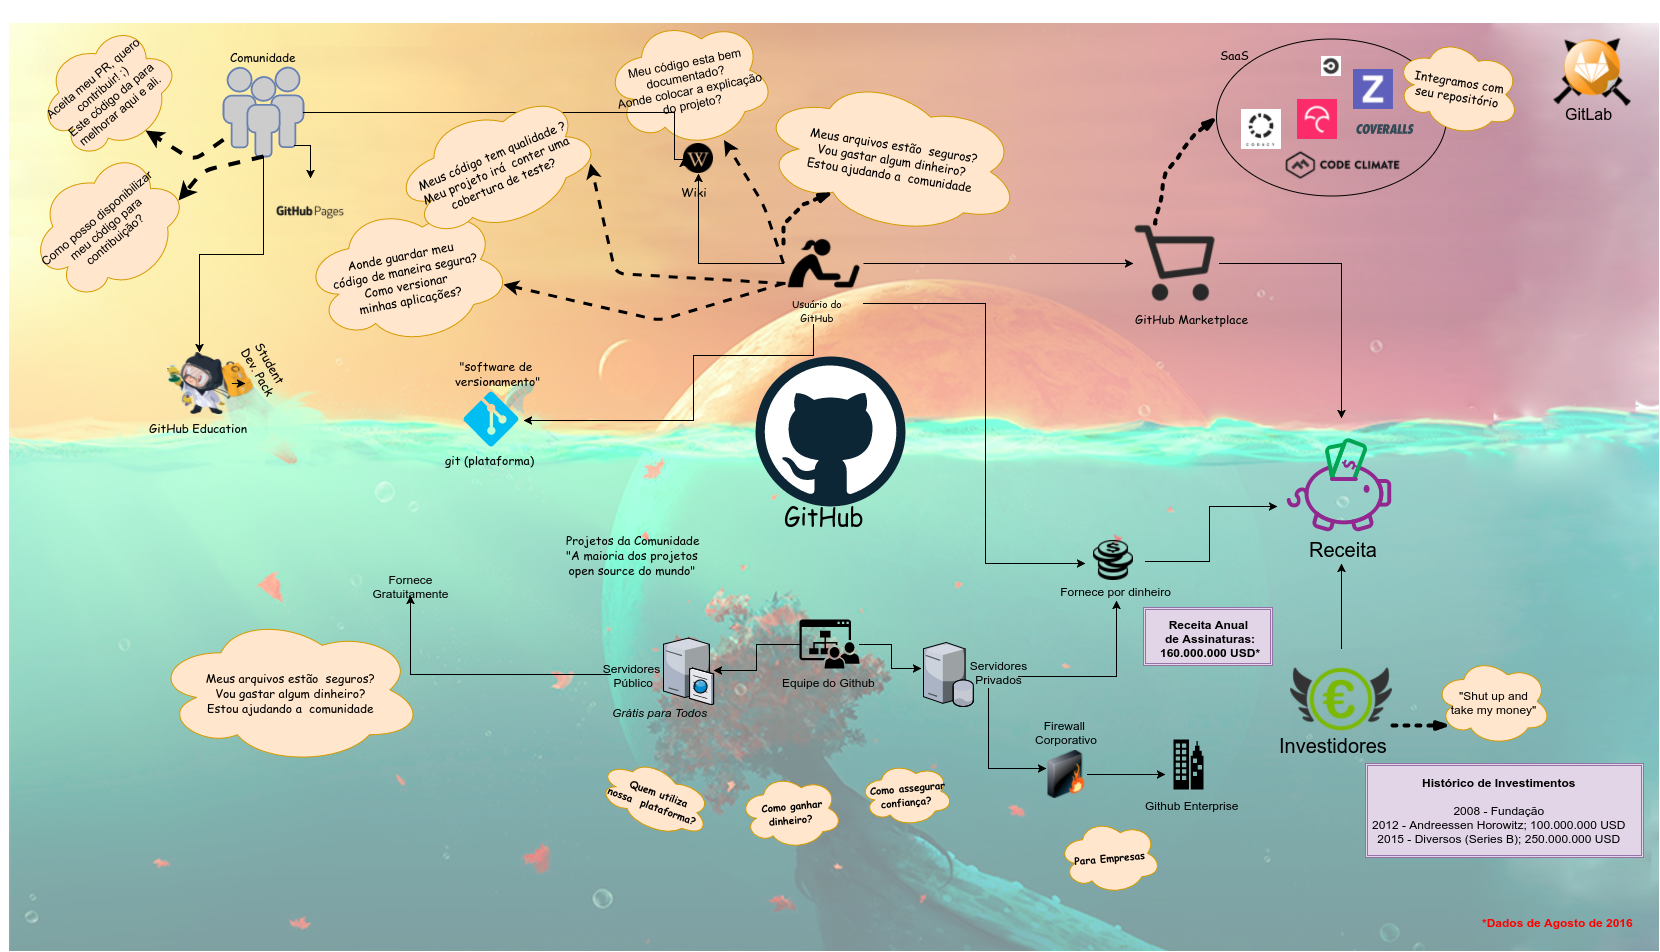 Aceita meu PR, quero
contribuir! ;)
Este código da para
melhorar aqui e ali.
Comunidade
Como posso disponibilizar
meu código para
contribuição?
GitHub Pages
Meu código tem qualidade ?
Meu projeto irá  conter uma
cobertura de teste?
Meu código esta bem
documentado?
Aonde colocar a explicação
do projeto?
W
Wiki
Meus arquivos estão  seguros?
Vou gastar algum dinheiro?
Estou ajudando a  comunidade
SaaS
CODACY
Z
COVERALLS
CODE CLIMATE
Integramos com
seu repositório
GitLab
Aonde guardar meu
código de maneira segura?
Como versionar
minhas aplicações?
Usuário do
GitHub
GitHub Marketplace
Student
Dev. Pack
GitHub Education
"software de
versionamento"
git (plataforma)
GitHub
$
Receita
Projetos da Comunidade
"A maioria dos projetos
open source do mundo"
Fornece
Gratuitamente
$
Fornece por dinheiro
Receita Anual
de Assinaturas:
160.000.000 USD*
Meus arquivos estão  seguros?
Vou gastar algum dinheiro?
Estou ajudando a  comunidade
Servidores
Público
Grátis para Todos
Equipe do Github
Servidores
Privados
Firewall
Corporativo
Github Enterprise
€
Investidores
"Shut up and
take my money"
Quem utiliza
nossa  plataforma?
Como ganhar
dinheiro?
Como assegurar
confiança?
Para Empresas
Histórico de Investimentos
2008 - Fundação
2012 - Andreessen Horowitz; 100.000.000 USD
2015 - Diversos (Series B); 250.000.000 USD
*Dados de Agosto de 2016